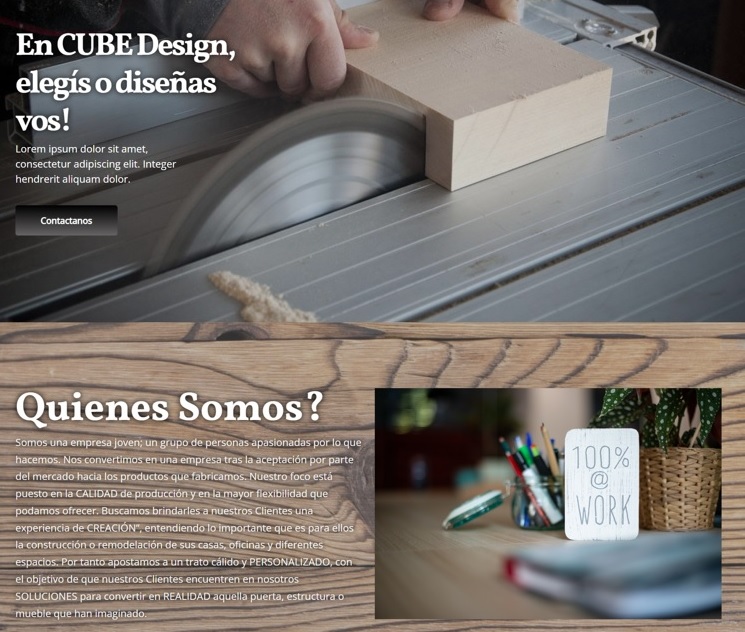 En CUBE Design,
elegís o diseñas
vos!
Lorem ipsum dolor sit amet,
consectetur adipiscing elit. Integer
hendrerit aliquam dolor.
Contactanos
Quienes Somos?
Somos una empresa joven; un grupo de personas apasionadas por lo que
hacemos. Nos convertimos en una empresa tras la aceptación por parte
del mercado hacia los productos que fabricamos. Nuestro foco está
puesto en la CALIDAD de producción y en la mayor flexibilidad que
podamos ofrecer. Buscamos brindarles a nuestros Clientes una
experiencia de CREACIÓN", entendiendo lo importante que es para ellos
la construcción o remodelación de sus casas, oficinas y diferentes
espacios. Por tanto apostamos a un trato cálido y PERSONALIZADO, con
el objetivo de que nuestros Clientes encuentren en nosotros
SOLUCIONES para convertir en REALIDAD aquella puerta, estructura o
mueble que han imaginado.
100%
@
WORK